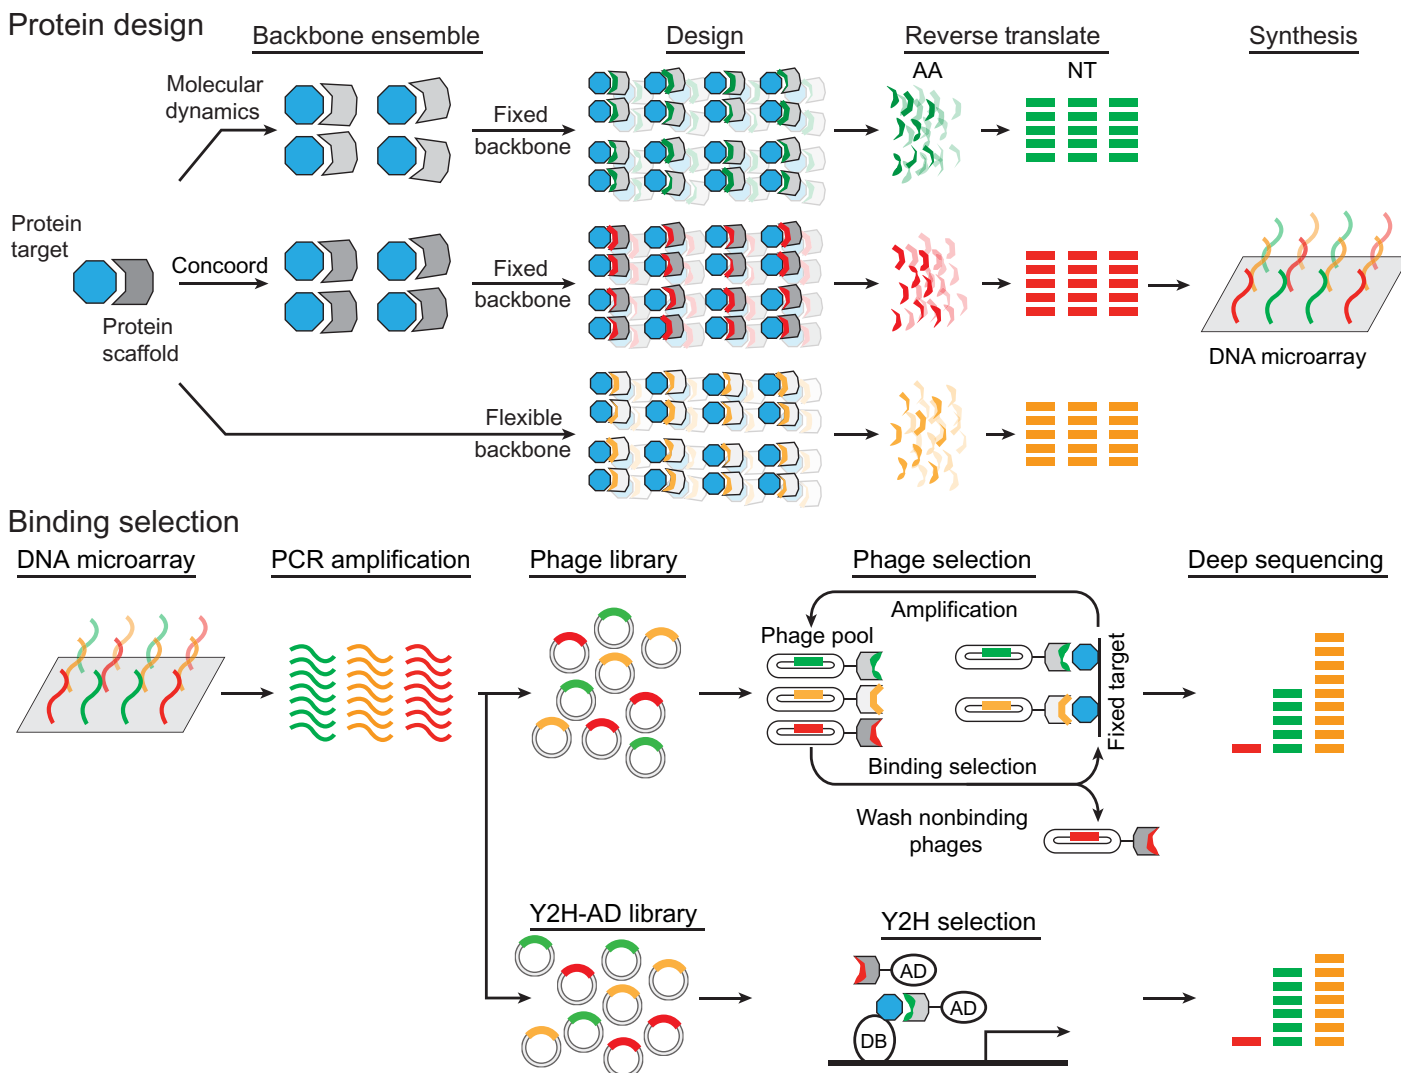 Protein design
Backbone ensemble
Design
Reverse translate
Synthesis
AA
NT
Molecular
dynamics
Fixed
backbone
Protein
target
Concoord
Fixed
backbone
Protein
scaffold
DNA microarray
Flexible
backbone
Binding selection
DNA microarray
PCR amplification
Phage library
Phage selection
Deep sequencing
Amplification
Phage pool
Fixed target
Binding selection
Wash nonbinding
phages
Y2H-AD library
Y2H selection
AD
AD
DB